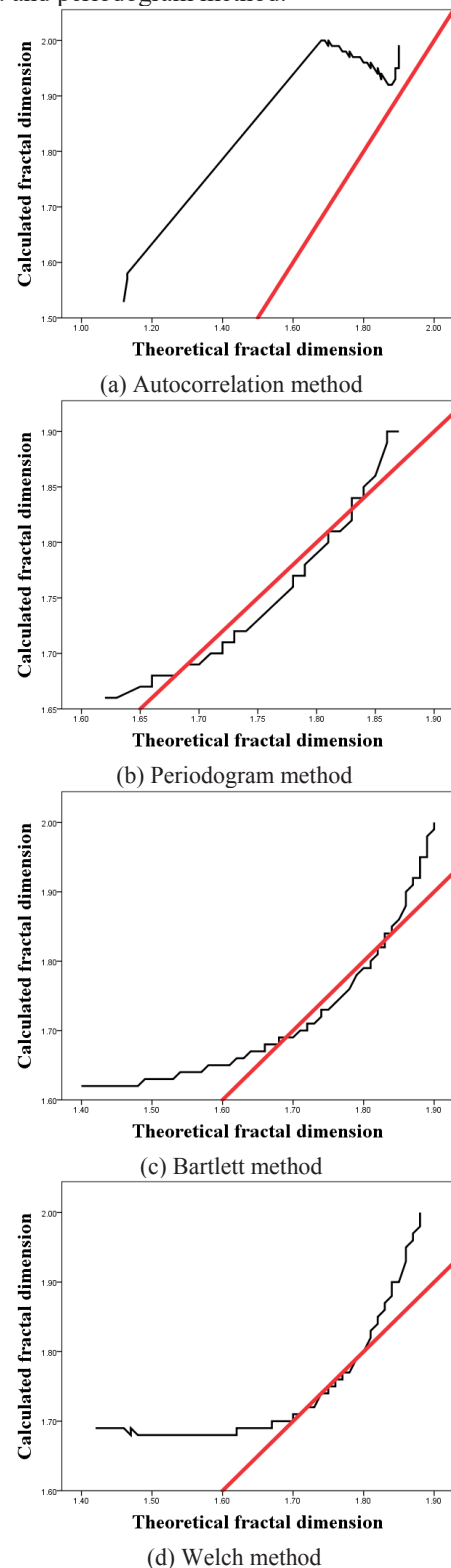 and periodogram method.
2.00
1.90
1.80
1.70
1.60
1.50
Calculated fractal dimension
1.00 1.20 1.40 1.60 1.80 2.00
Theoretical fractal dimension
(a) Autocorrelation method
1.90
1.85
1.80
1.75
1.70
1.65
Calculated fractal dimension
1.60 1.65 1.70 1.75 1.80 1.85 1.90
Theoretical fractal dimension
(b) Periodogram method
2.00
1.90
1.80
1.70
1.60
Calculated fractal dimension
1.40 1.50 1.60 1.70 1.80 1.90
Theoretical fractal dimension
(c) Bartlett method
2.00
1.90
1.80
1.70
1.60
Calculated fractal dimension
1.40 1.50 1.60 1.70 1.80 1.90
Theoretical fractal dimension
(d) Welch method